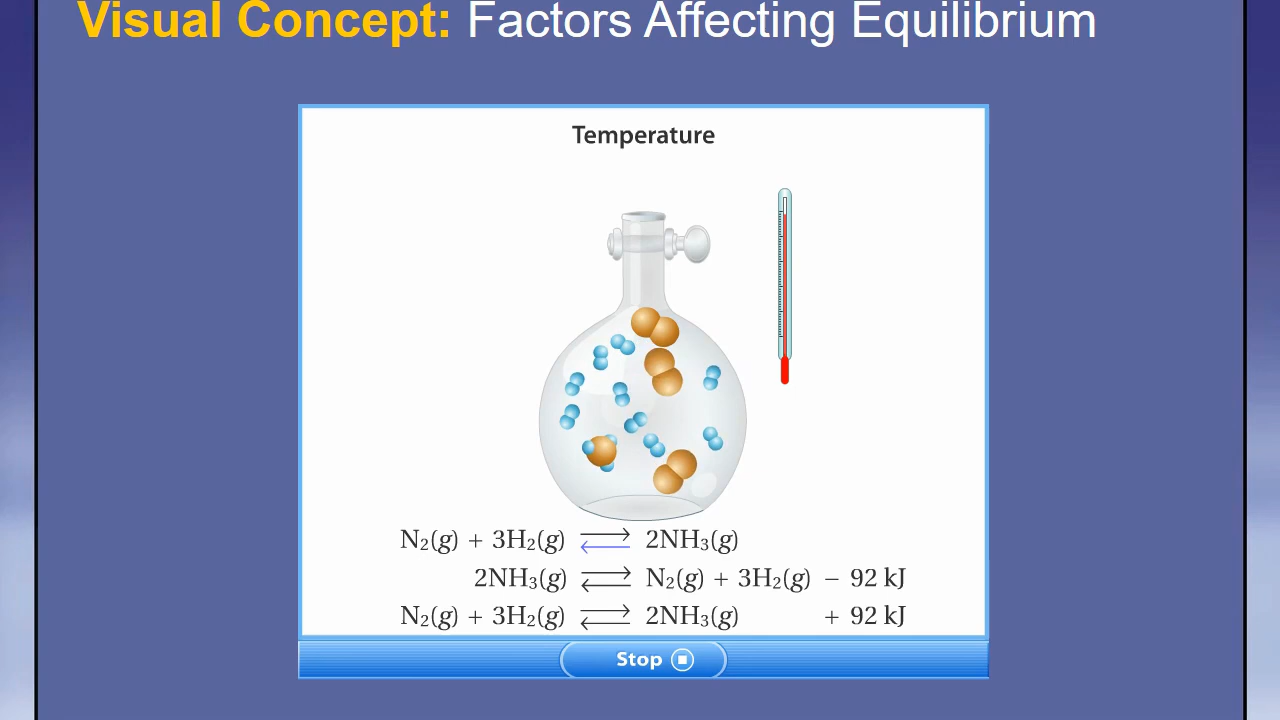 Visual Concept: Factors Affecting Equilibrium
Temperature
N₂(g) + 3H₂(g) ⇄ 2NH₃(g)
2NH₃(g) ⇄ N₂(g) + 3H₂(g) − 92 kJ
N₂(g) + 3H₂(g) ⇄ 2NH₃(g) + 92 kJ
Stop